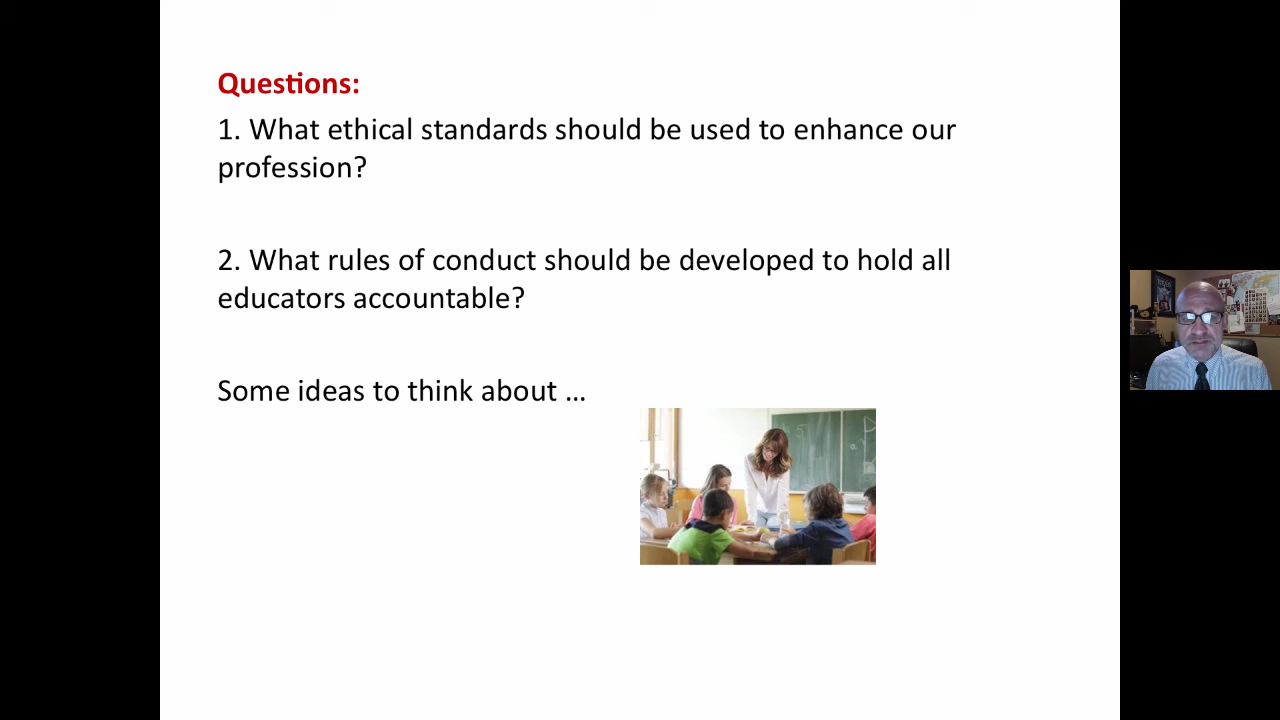 Questions:
1. What ethical standards should be used to enhance our
profession?
2. What rules of conduct should be developed to hold all
educators accountable?
Some ideas to think about ...